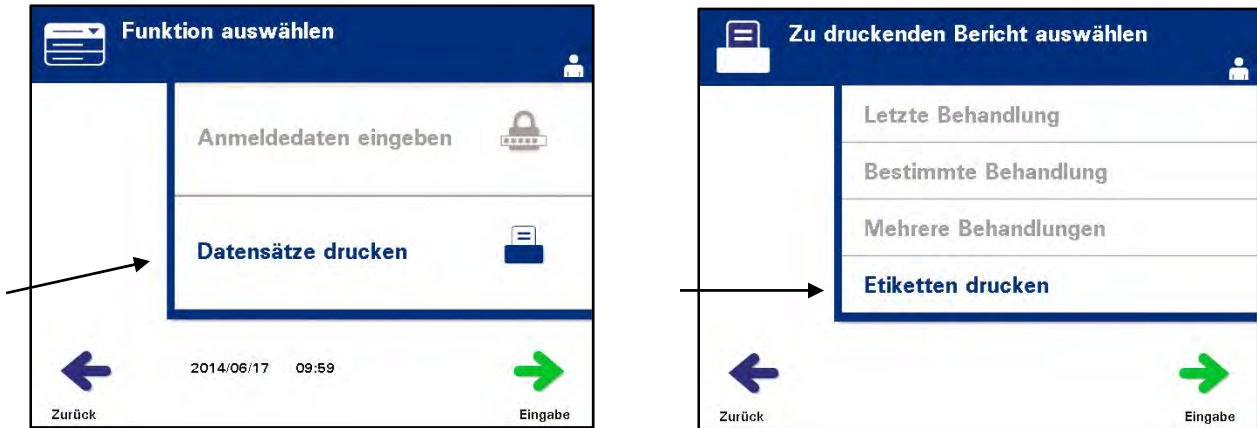 Funktion auswählen
Anmeldedaten eingeben
Datensätze drucken
2014/06/17 09:59
Zurück
Eingabe
Zu druckenden Bericht auswählen
Letzte Behandlung
Bestimmte Behandlung
Mehrere Behandlungen
Etiketten drucken
Zurück
Eingabe